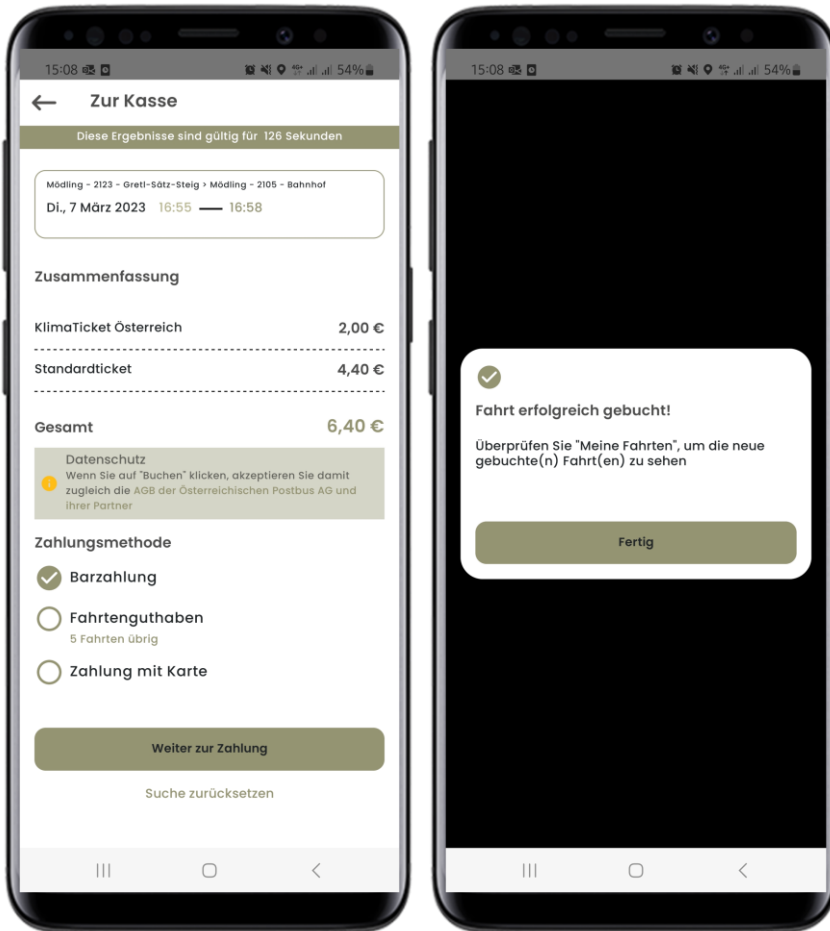 15:08
54%
Zur Kasse
Diese Ergebnisse sind gültig für 126 Sekunden
Mödling - 2123 - Gretl-Sátz-Steig > Mödling - 2105 - Bahnhof
Di., 7 März 2023 16:55 — 16:58
Zusammenfassung
KlimaTicket Österreich 2,00 €
Standardticket 4,40 €
Gesamt 6,40 €
Datenschutz
Wenn Sie auf "Buchen" klicken, akzeptieren Sie damit
zugleich die AGB der Österreichischen Postbus AG und
ihrer Partner
Zahlungsmethode
Barzahlung
Fahrtenguthaben
5 Fahrten übrig
Zahlung mit Karte
Weiter zur Zahlung
Suche zurücksetzen
15:08
54%
Fahrt erfolgreich gebucht!
Überprüfen Sie "Meine Fahrten", um die neue
gebuchte(n) Fahrt(en) zu sehen
Fertig